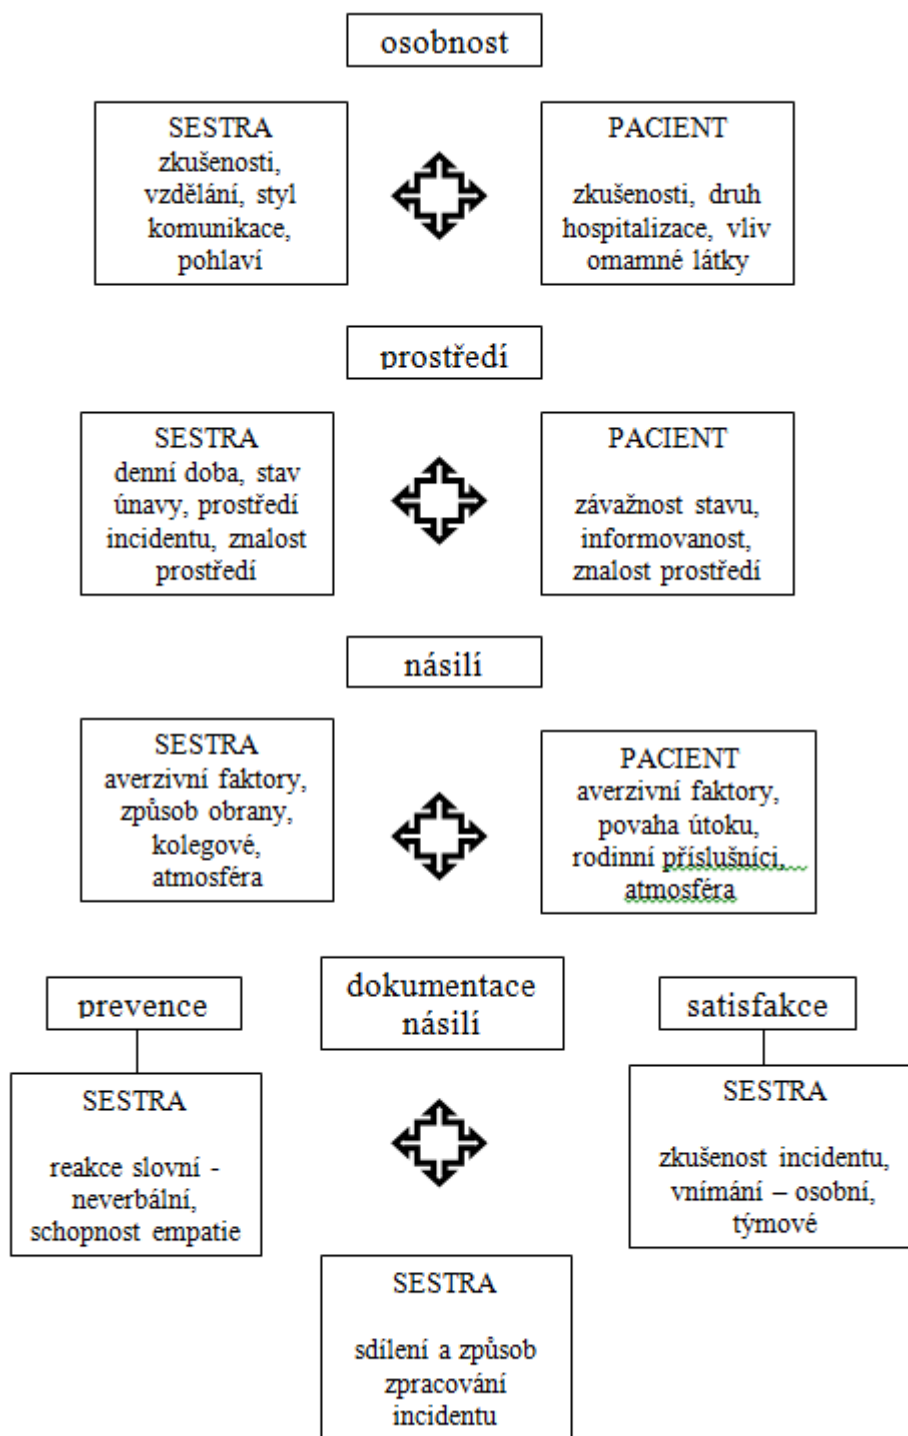 osobnost
SESTRA
zkušenosti,
vzdělání, styl
komunikace,
pohlaví
PACIENT
zkušenosti, druh
hospitalizace, vliv
omamné látky
prostředí
SESTRA
denní doba, stav
únavy, prostředí
incidentu, znalost
prostředí
PACIENT
závažnost stavu,
informovanost,
znalost prostředí
násilí
SESTRA
averzivní faktory,
způsob obrany,
kolegové,
atmosféra
PACIENT
averzivní faktory,
povaha útoku,
rodinní příslušníci,
atmosféra
prevence
SESTRA
reakce slovní -
neverbální,
schopnost empatie
dokumentace
násilí
satisfakce
SESTRA
zkušenost incidentu,
vnímání – osobní,
týmové
SESTRA
sdílení a způsob
zpracování
incidentu